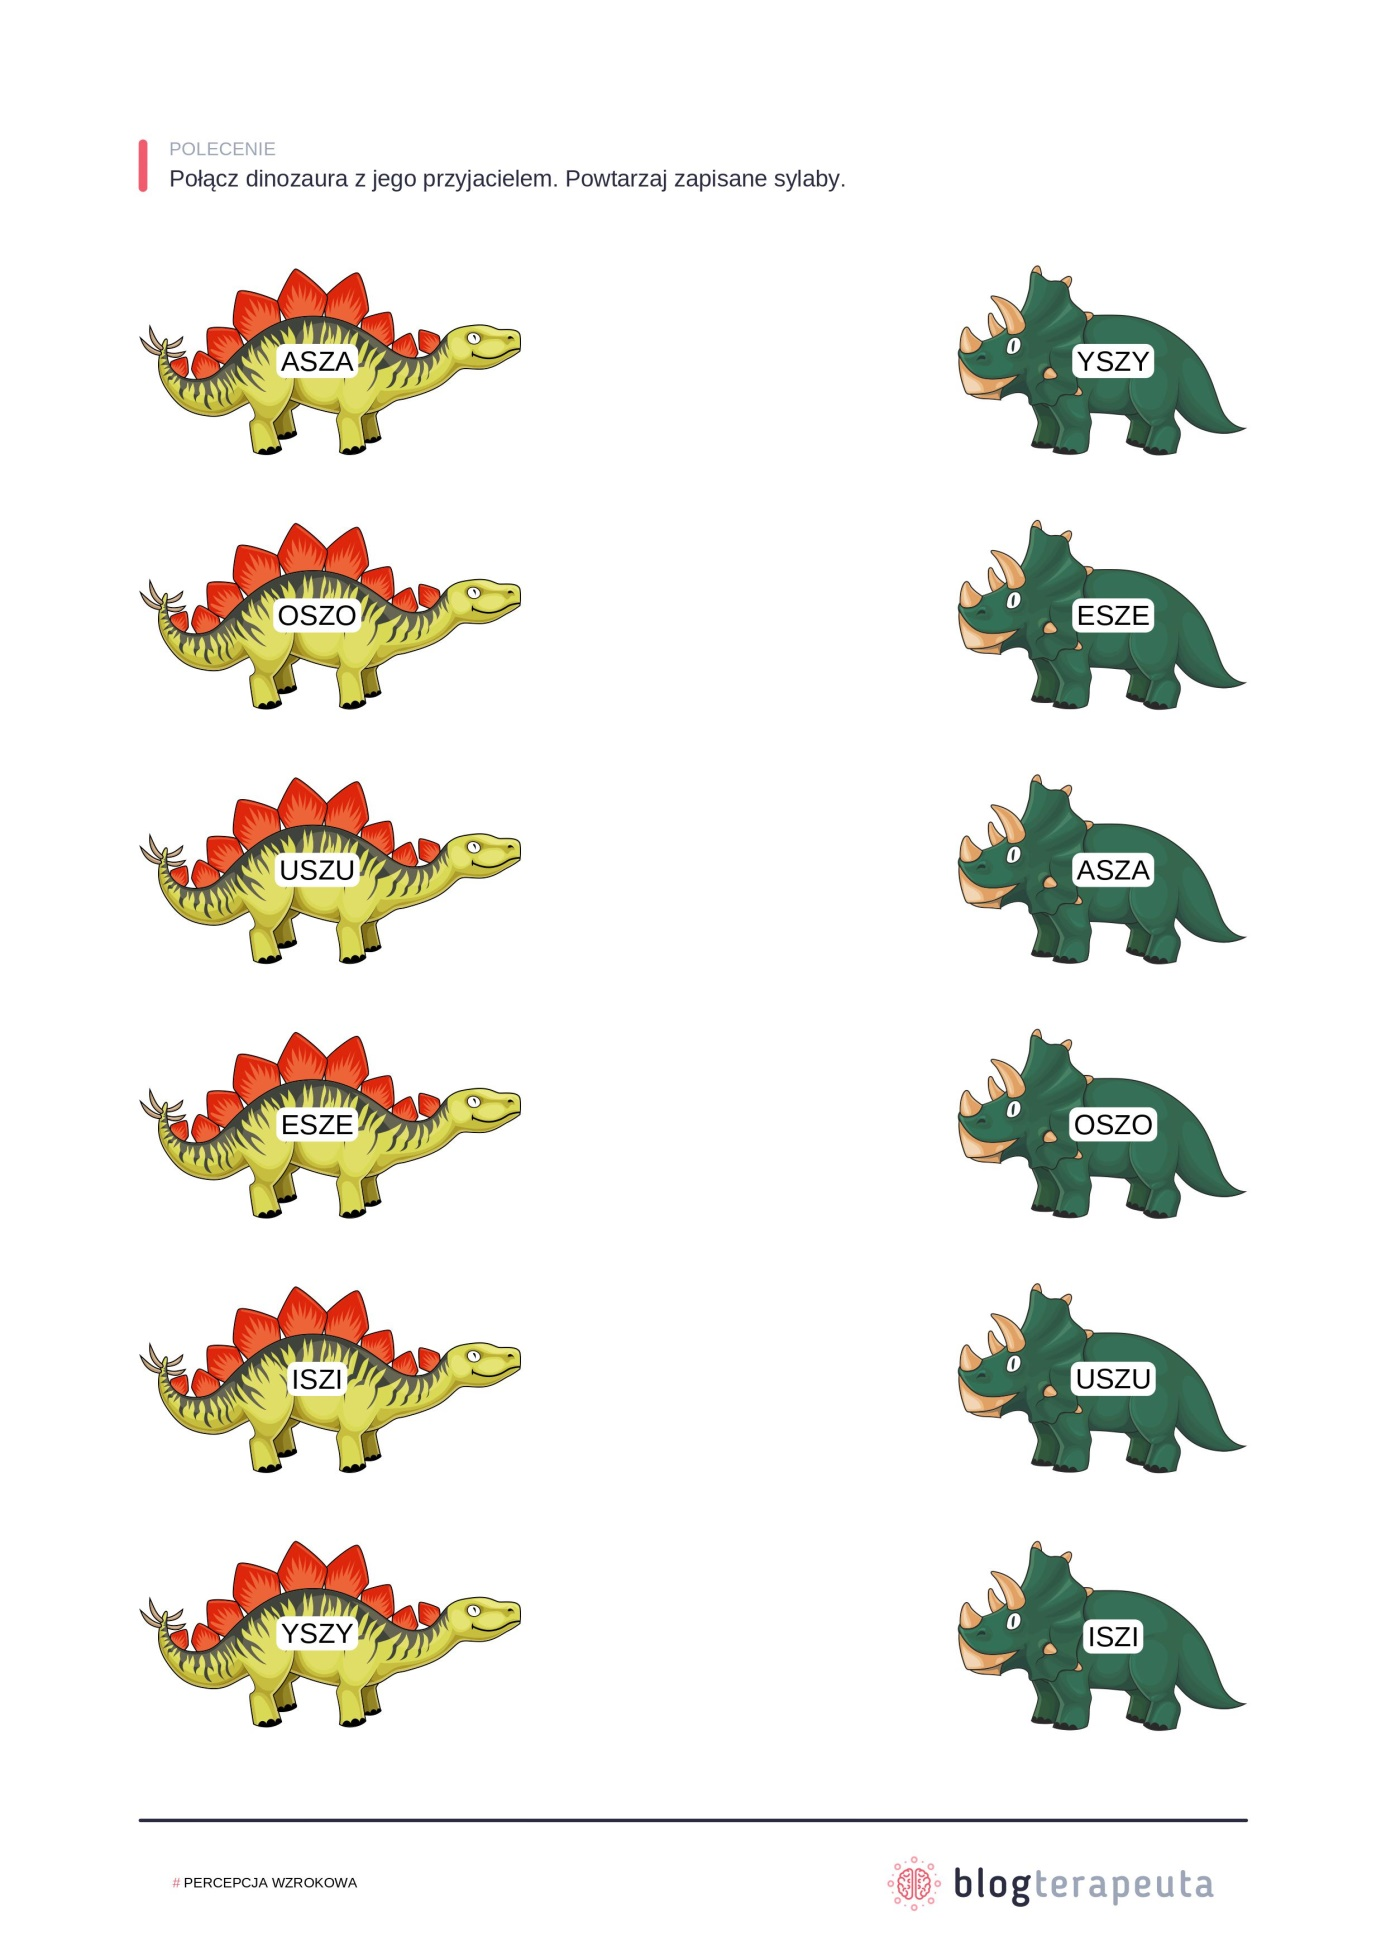 POLECENIE
Połącz dinozaura z jego przyjacielem. Powtarzaj zapisane sylaby.
ASZA YSZY
OSZO ESZE
USZU ASZA
ESZE OSZO
ISZI USZU
YSZY ISZI
# PERCEPCJA WZROKOWA
blogterapeuta